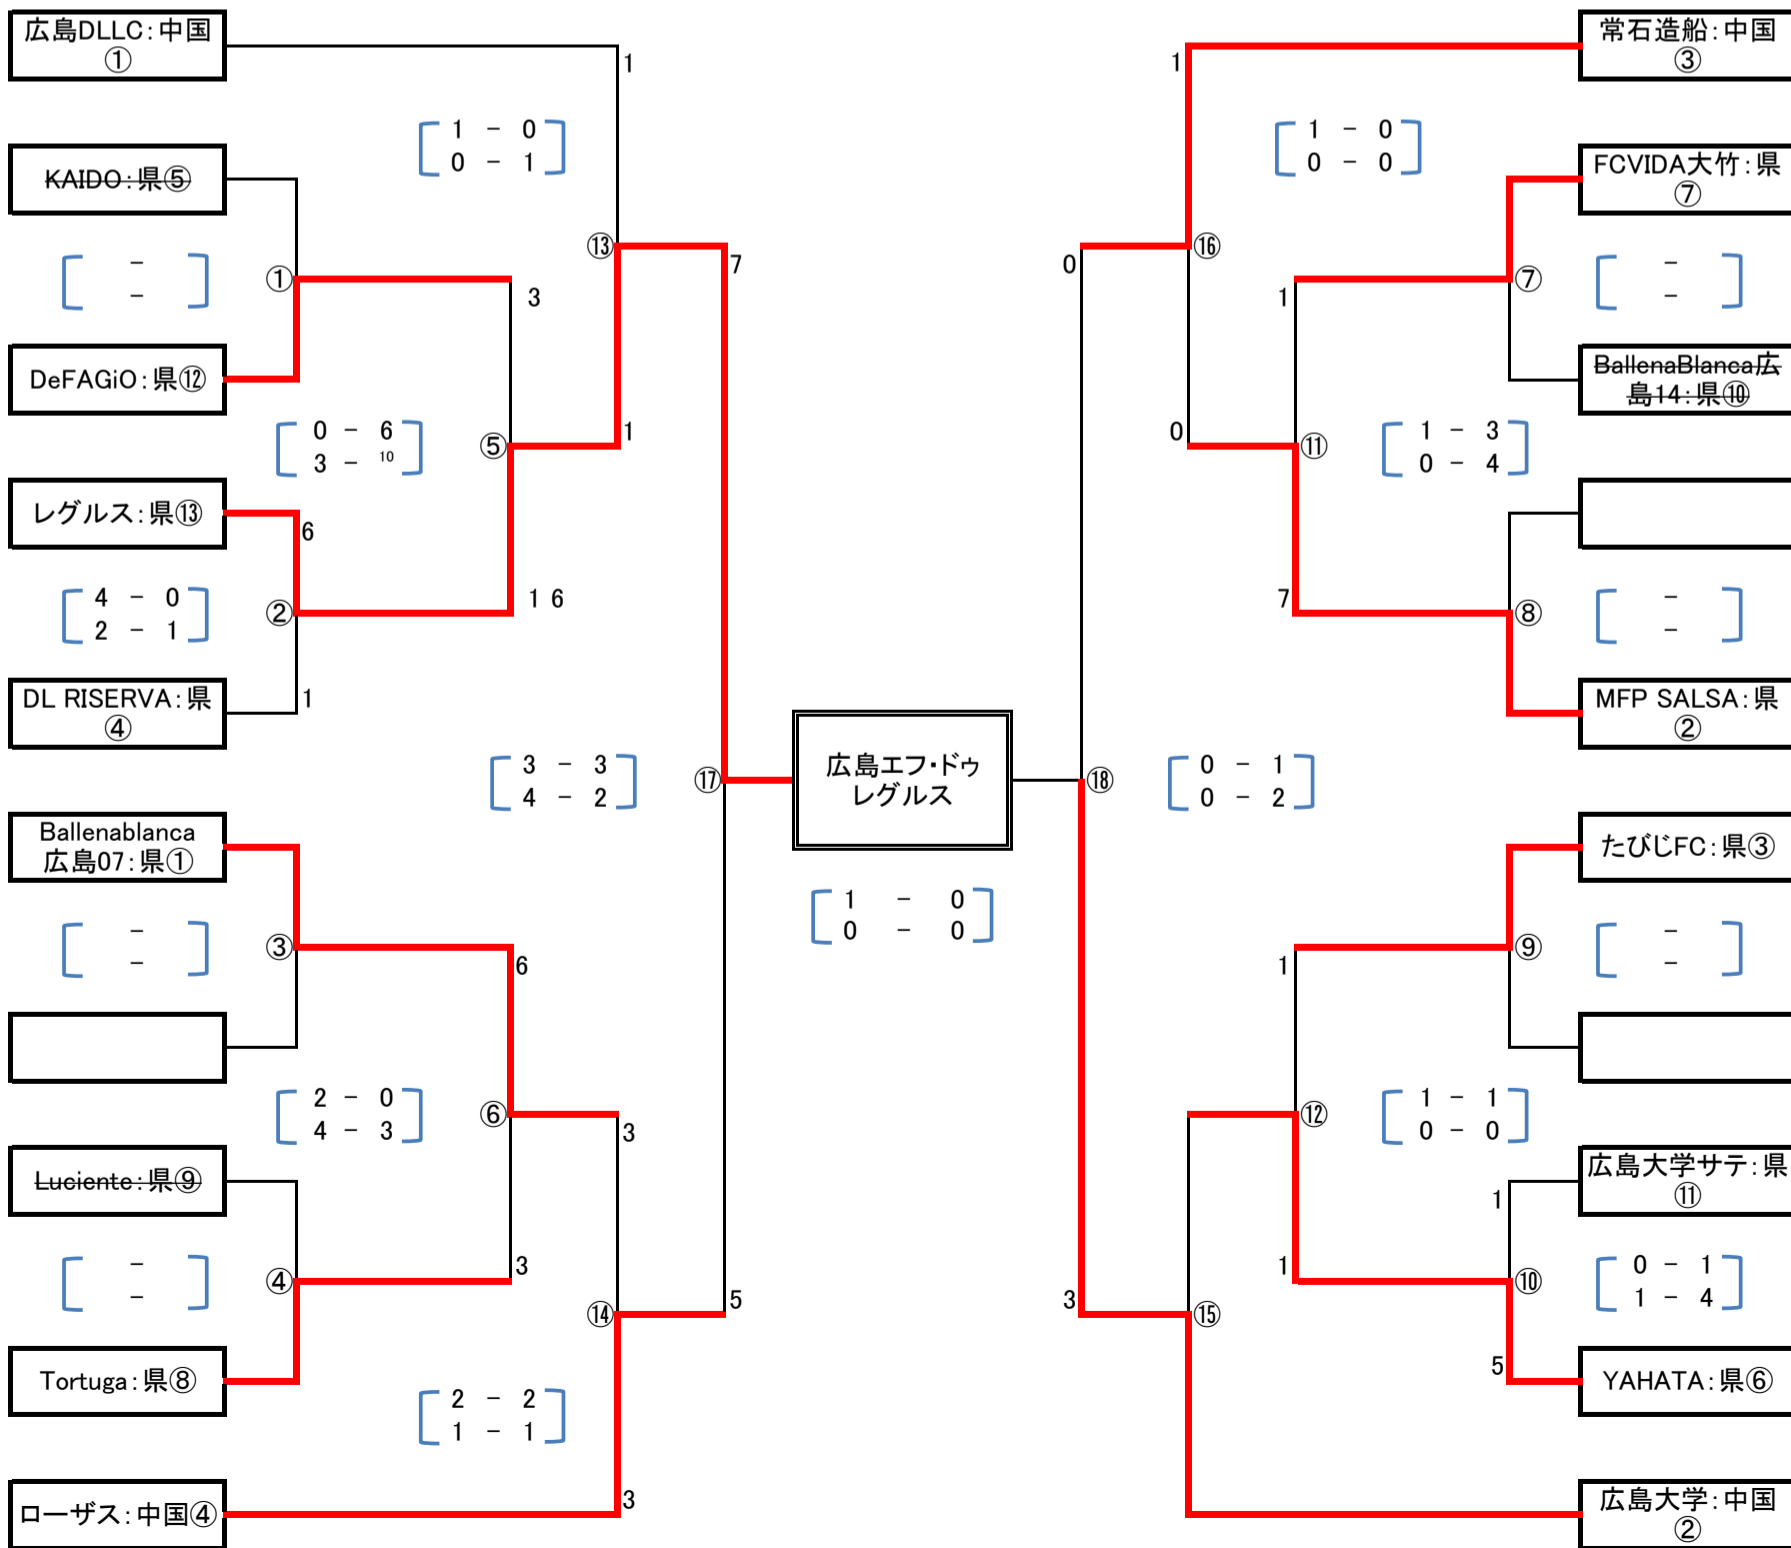 広島DLLC：中国
①
1
1 － 0
0 － 1
KAIDO：県⑤
－
－
①
3
⑬
7
DeFAGiO：県⑫
0 － 6
3 － 10
⑤
1
レグルス：県⑬
6
4 － 0
2 － 1
②
1 6
DL RISERVA：県
④
1
3 － 3
4 － 2
⑰
Ballenablanca
広島07：県①
－
－
③
6
2 － 0
4 － 3
⑥
3
Luciente：県⑨
－
－
④
3
⑭
5
Tortuga：県⑧
2 － 2
1 － 1
ローザス：中国④
3
広島エフ・ドゥ
レグルス
1 － 0
0 － 0
常石造船：中国
③
1
1 － 0
0 － 0
FCVIDA大竹：県
⑦
0
⑯
1
⑦
－
－
BallenaBlanca広
島14：県⑩
0
⑪
1 － 3
0 － 4
7
⑧
－
－
MFP SALSA：県
②
⑱
0 － 1
0 － 2
たびじFC：県③
1
⑨
－
－
⑫
1 － 1
0 － 0
広島大学サテ：県
⑪
1
1
⑩
0 － 1
1 － 4
3
⑮
5
YAHATA：県⑥
広島大学：中国
②